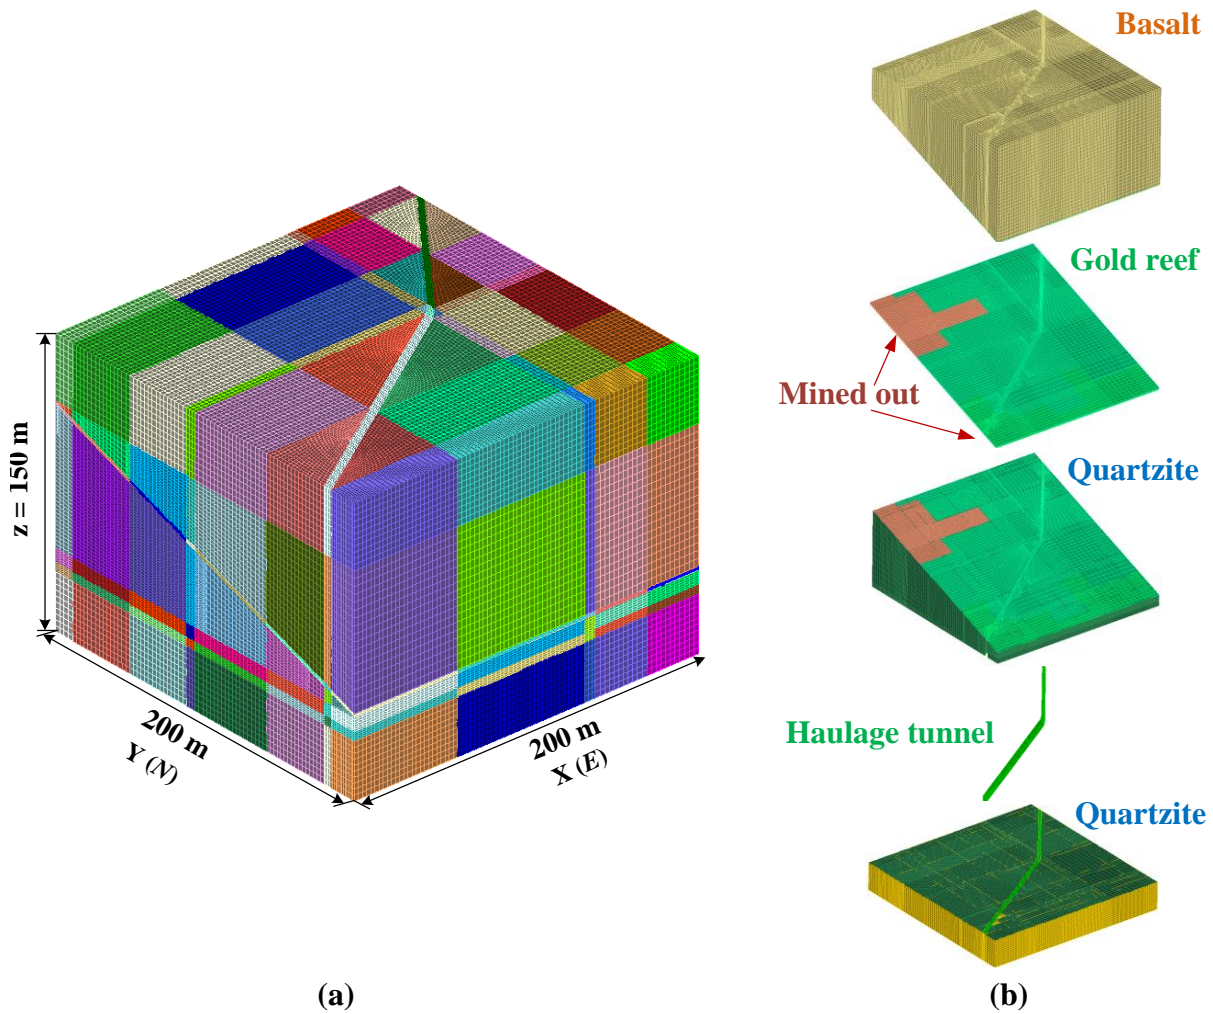 Basalt
Gold reef
Mined out
Quartzite
Haulage tunnel
Quartzite
z = 150 m
200 m
Y (N)
200 m
X (E)
(a)
(b)